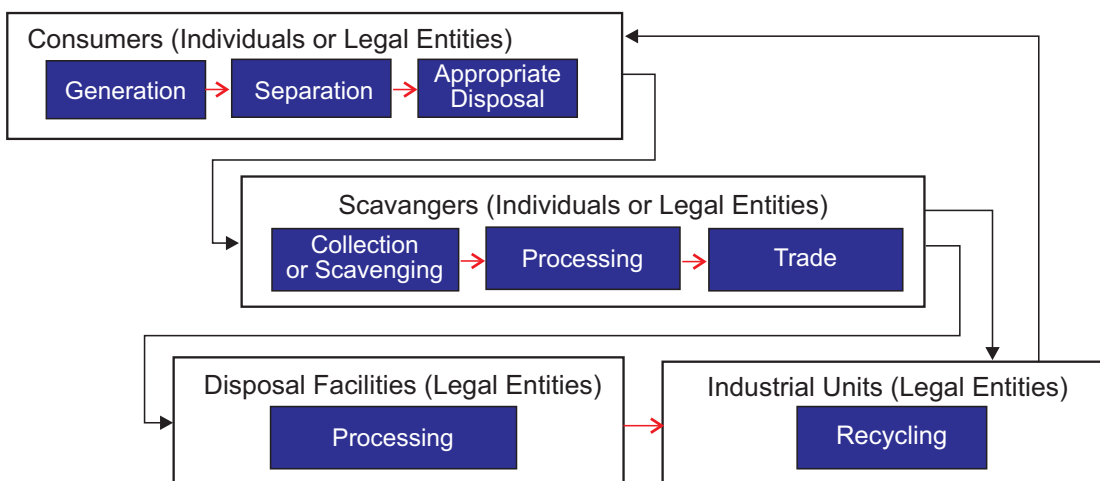 Consumers (Individuals or Legal Entities)
Generation
Separation
Appropriate
Disposal
Scavangers (Individuals or Legal Entities)
Collection
or Scavenging
Processing
Trade
Disposal Facilities (Legal Entities)
Processing
Industrial Units (Legal Entities)
Recycling